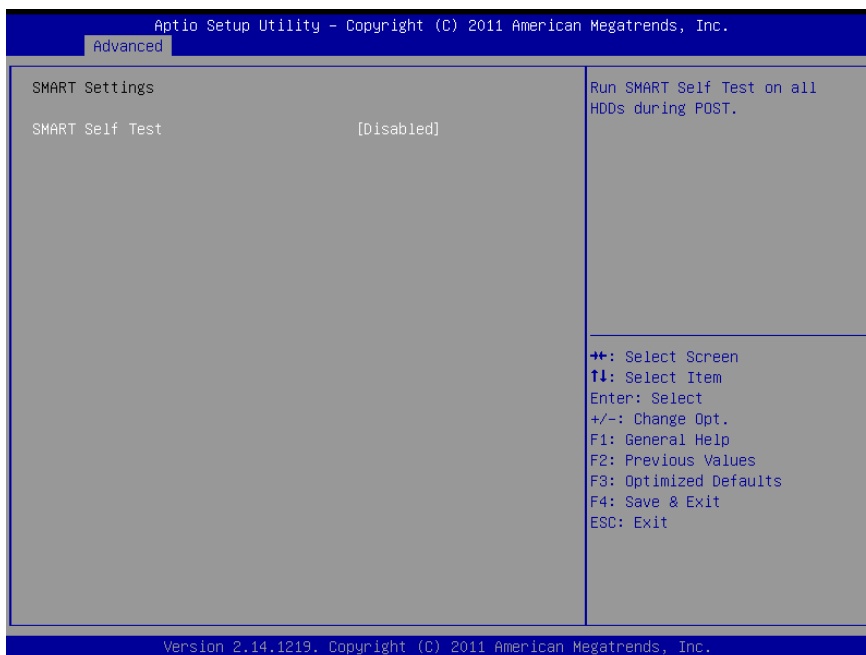 Aptio Setup Utility – Copyright (C) 2011 American Megatrends, Inc.
Advanced
SMART Settings
SMART Self Test [Disabled]
Run SMART Self Test on all
HDDs during POST.
→←: Select Screen
↑↓: Select Item
Enter: Select
+/-: Change Opt.
F1: General Help
F2: Previous Values
F3: Optimized Defaults
F4: Save & Exit
ESC: Exit
Version 2.14.1219. Copyright (C) 2011 American Megatrends, Inc.